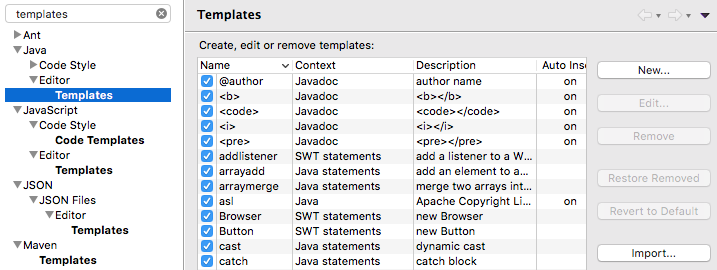 templates
Ant
Java
Code Style
Editor
Templates
JavaScript
Code Style
Code Templates
Editor
Templates
JSON
JSON Files
Editor
Templates
Maven
Templates
Templates
Create, edit or remove templates:
Name Context Description Auto Inse
@author Javadoc author name on
<b> Javadoc <b></b> on
<code> Javadoc <code></code> on
<i> Javadoc <i></i> on
<pre> Javadoc <pre></pre> on
addlistener SWT statements add a listener to a W...
arrayadd Java statements add an element to a...
arraymerge Java statements merge two arrays int...
asl Java Apache Copyright Li... on
Browser SWT statements new Browser
Button SWT statements new Button
cast Java statements dynamic cast
catch Java statements catch block
New...
Edit...
Remove
Restore Removed
Revert to Default
Import...